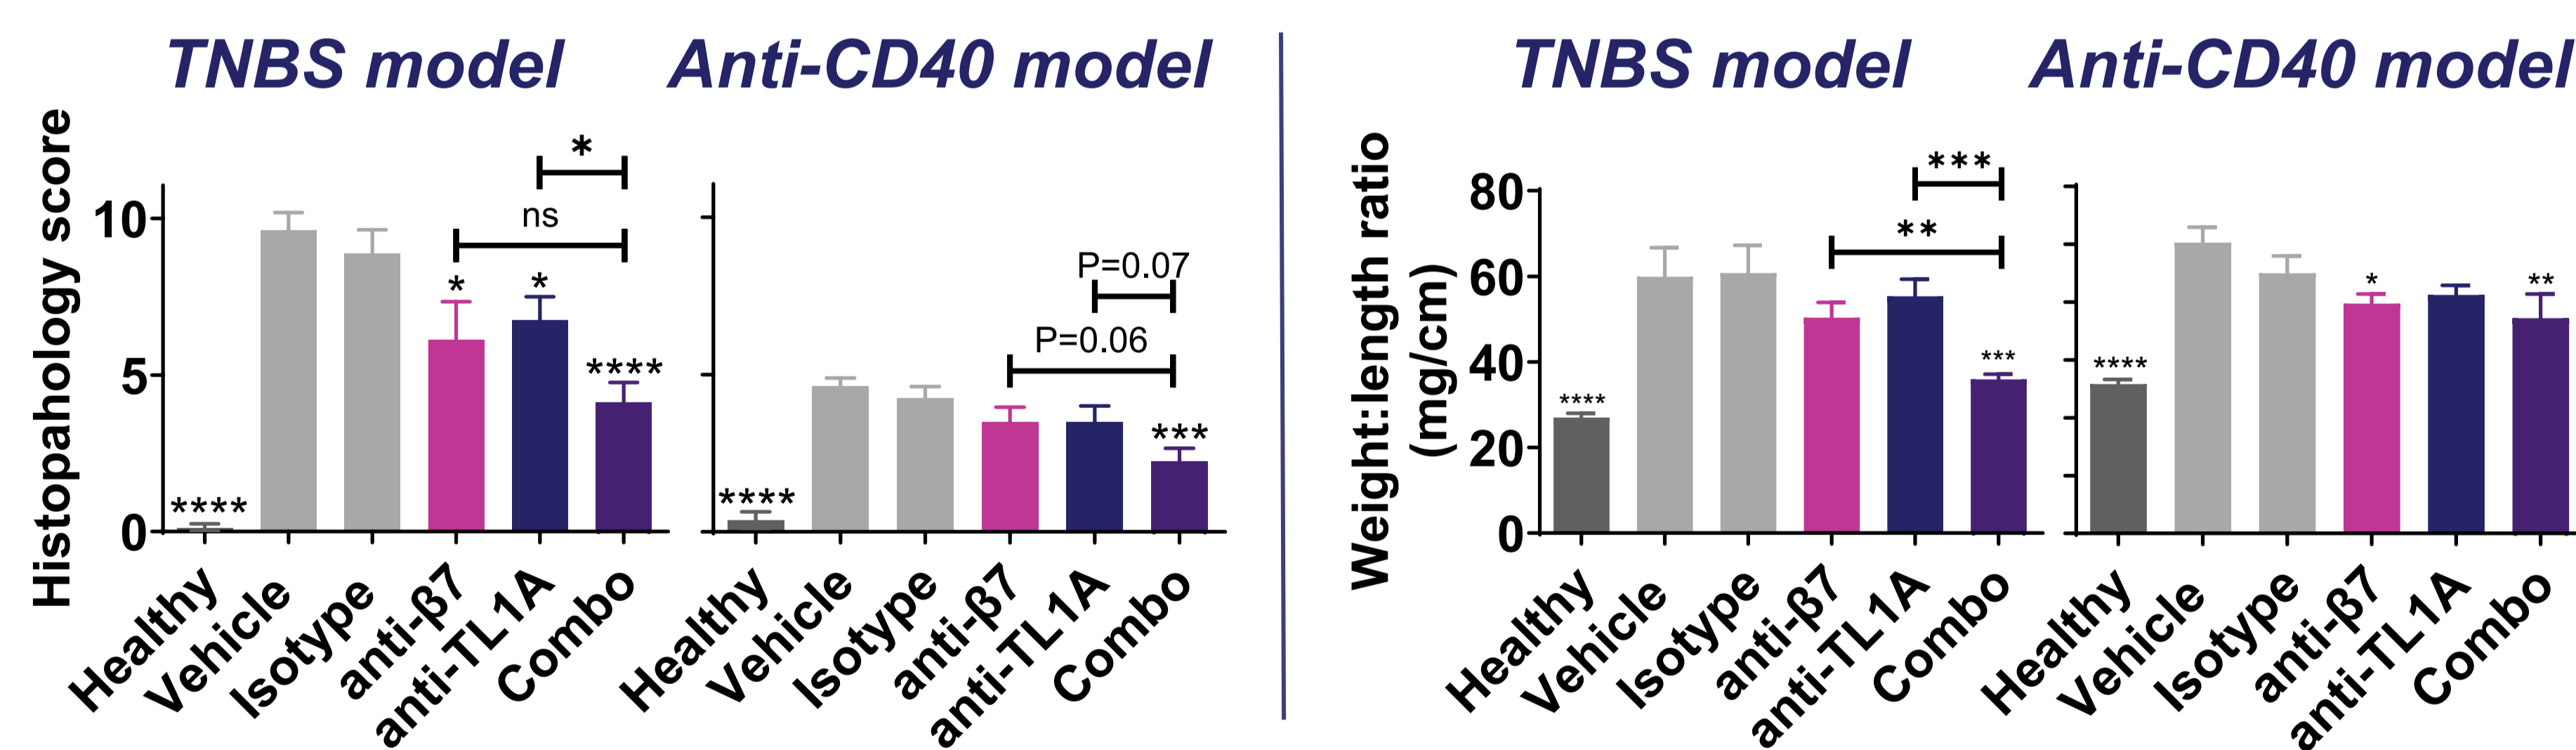 TNBS model
Anti-CD40 model
Histopahology score
10
5
0
****
*
*
****
ns
*
Healthy
Vehicle
Isotype
anti-β7
anti-TL1A
Combo
****
***
P=0.06
P=0.07
Healthy
Vehicle
Isotype
anti-β7
anti-TL1A
Combo
TNBS model
Anti-CD40 model
Weight:length ratio
(mg/cm)
80
60
40
20
0
****
***
**
***
Healthy
Vehicle
Isotype
anti-β7
anti-TL1A
Combo
****
*
**
Healthy
Vehicle
Isotype
anti-β7
anti-TL1A
Combo